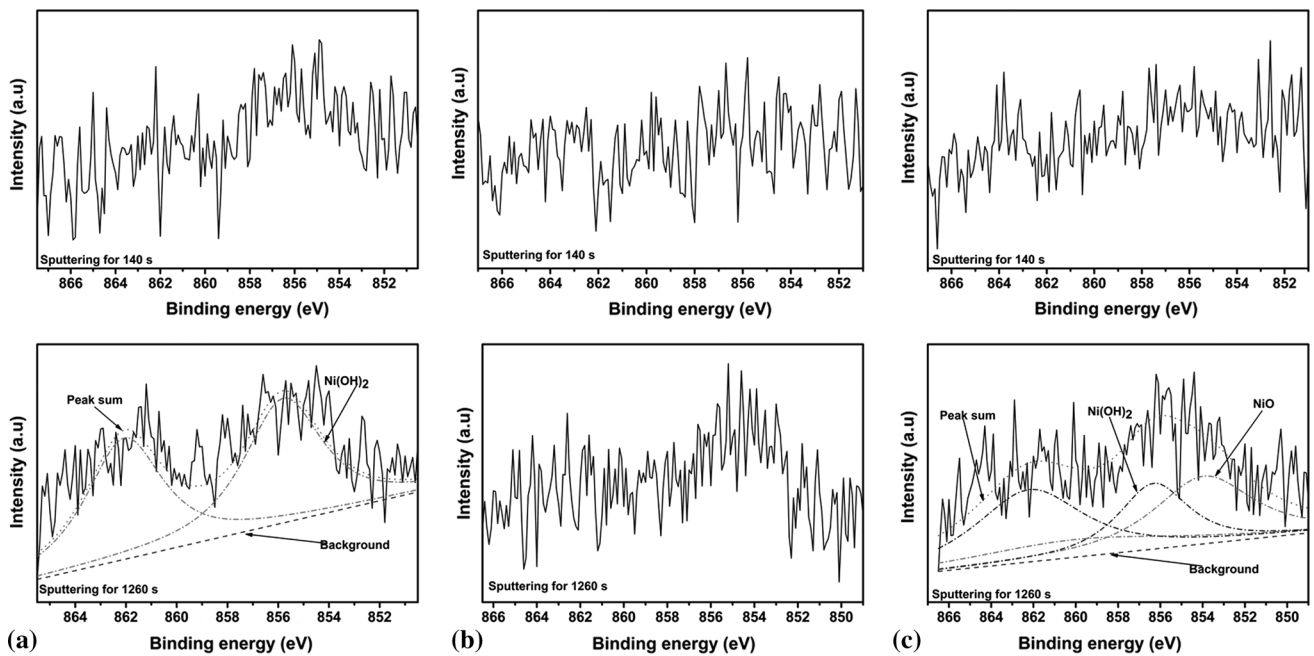 Intensity (a.u)
Sputtering for 140 s
866 864 862 860 858 856 854 852
Binding energy (eV)
Intensity (a.u)
Sputtering for 140 s
866 864 862 860 858 856 854 852
Binding energy (eV)
Intensity (a.u)
Sputtering for 140 s
866 864 862 860 858 856 854 852
Binding energy (eV)
Intensity (a.u)
Peak sum
Ni(OH)2
Background
Sputtering for 1260 s
864 862 860 858 856 854 852
(a)
Binding energy (eV)
Intensity (a.u)
Sputtering for 1260 s
866 864 862 860 858 856 854 852 850
(b)
Binding energy (eV)
Intensity (a.u)
Peak sum
Ni(OH)2
NiO
Background
Sputtering for 1260 s
866 864 862 860 858 856 854 852 850
(c)
Binding energy (eV)